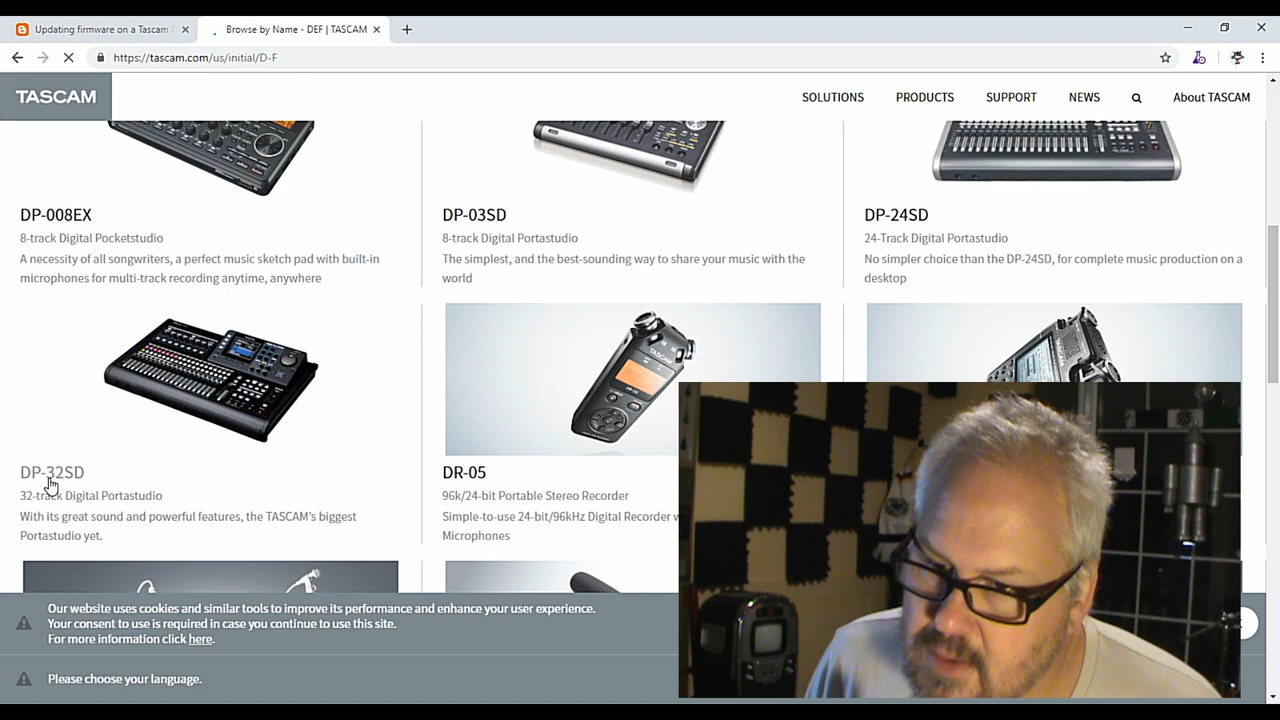 Updating firmware on a Tascam
Browse by Name - DEF | TASCAM
https://tascam.com/us/initial/D-F
TASCAM
SOLUTIONS
PRODUCTS
SUPPORT
NEWS
About TASCAM
DP-008EX
8-track Digital Pocketstudio
A necessity of all songwriters, a perfect music sketch pad with built-in
microphones for multi-track recording anytime, anywhere
DP-03SD
8-track Digital Portastudio
The simplest, and the best-sounding way to share your music with the
world
DP-24SD
24-Track Digital Portastudio
No simpler choice than the DP-24SD, for complete music production on a
desktop
DP-32SD
32-track Digital Portastudio
With its great sound and powerful features, the TASCAM's biggest
Portastudio yet.
TASCAM
DR-05
96k/24-bit Portable Stereo Recorder
Simple-to-use 24-bit/96kHz Digital Recorder
Microphones
Our website uses cookies and similar tools to improve its performance and enhance your user experience.
Your consent to use is required in case you continue to use this site.
For more information click here.
Please choose your language.